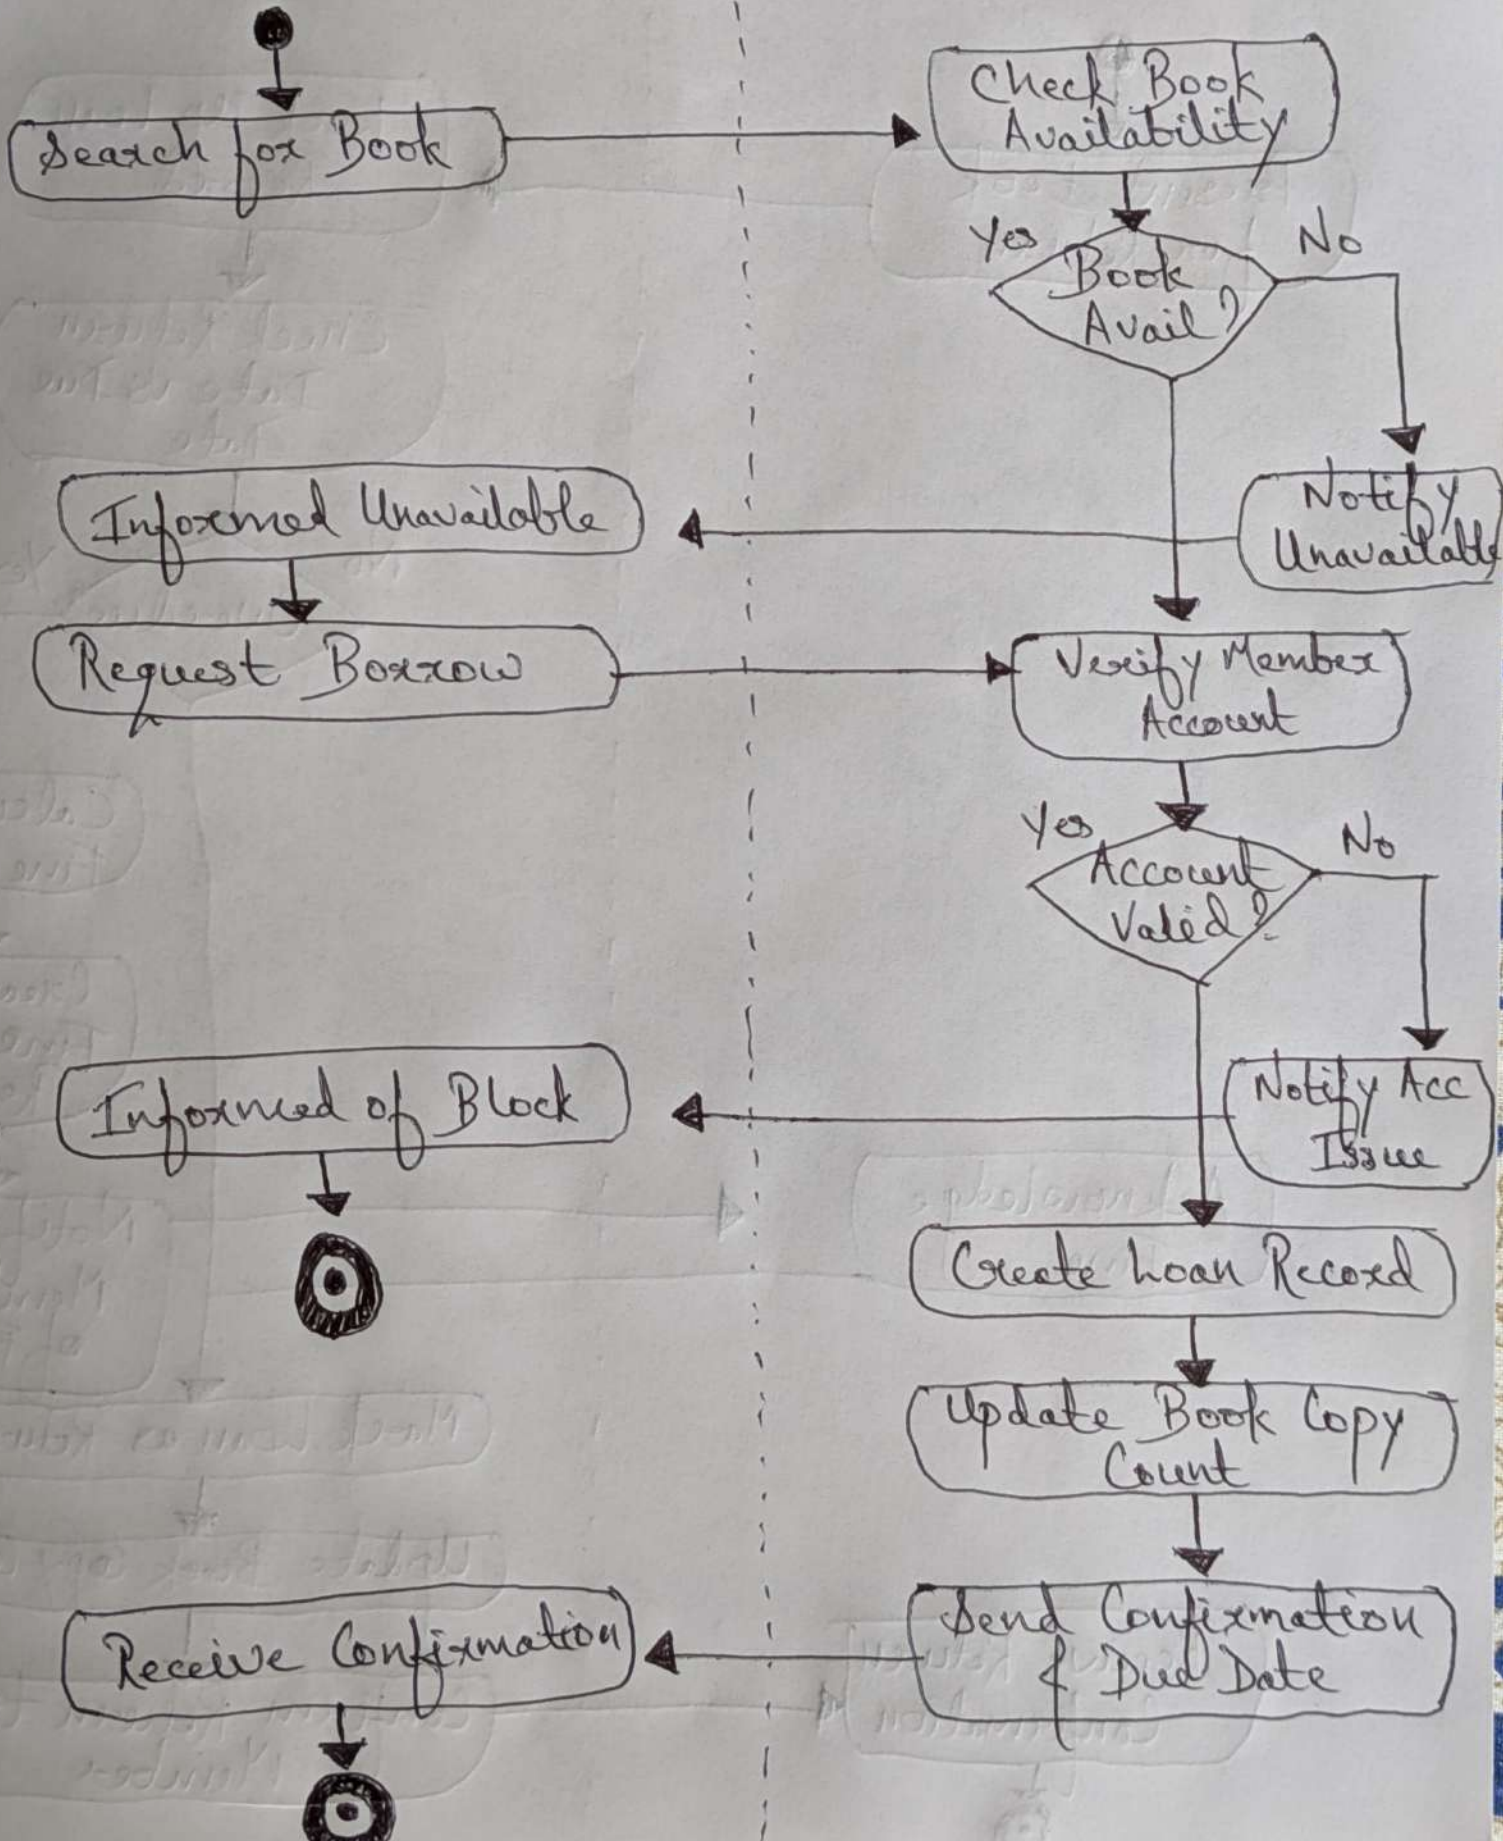 Search for Book
Check Book
Availability
Yes
No
Book
Avail?
Informed Unavailable
Notify
Unavailable
Request Borrow
Verify Member
Account
Yes
No
Account
Valid?
Informed of Block
Notify Acc
Issue
Create Loan Record
Update Book Copy
Count
Receive Confirmation
Send Confirmation
& Due Date